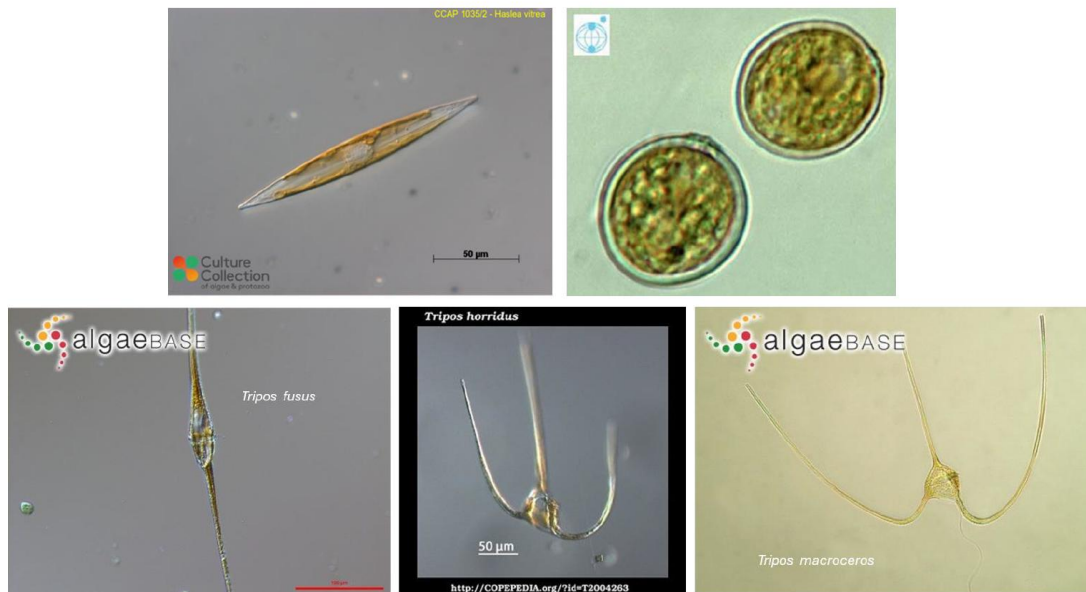 CCAP 1035/2 - Haslea vitrea
Culture
Collection
of algae & protozoa
50 µm
algaeBASE
Tripos fusus
Tripos horridus
50 µm
http://COPEPEDIA.org/?id=T2004263
algaeBASE
Tripos macroceros